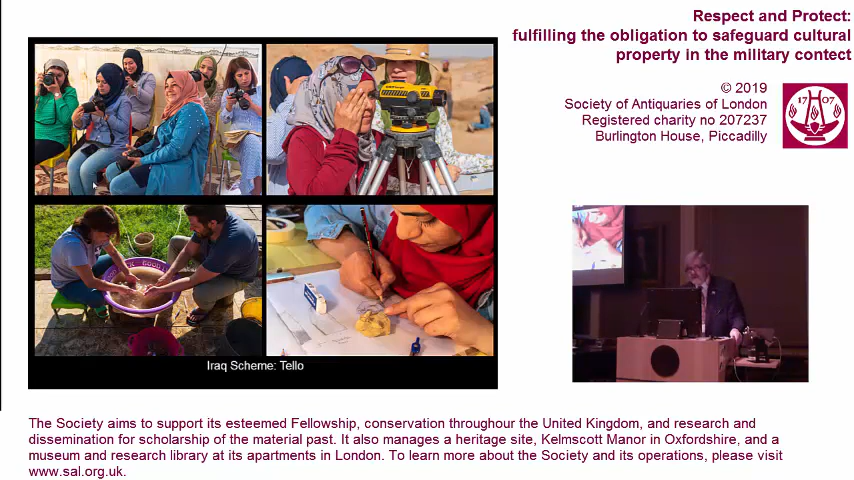 Respect and Protect:
fulfilling the obligation to safeguard cultural
property in the military contect
© 2019
Society of Antiquaries of London
Registered charity no 207237
Burlington House, Piccadilly
17 07
Iraq Scheme: Tello
The Society aims to support its esteemed Fellowship, conservation throughour the United Kingdom, and research and
dissemination for scholarship of the material past. It also manages a heritage site, Kelmscott Manor in Oxfordshire, and a
museum and research library at its apartments in London. To learn more about the Society and its operations, please visit
www.sal.org.uk.